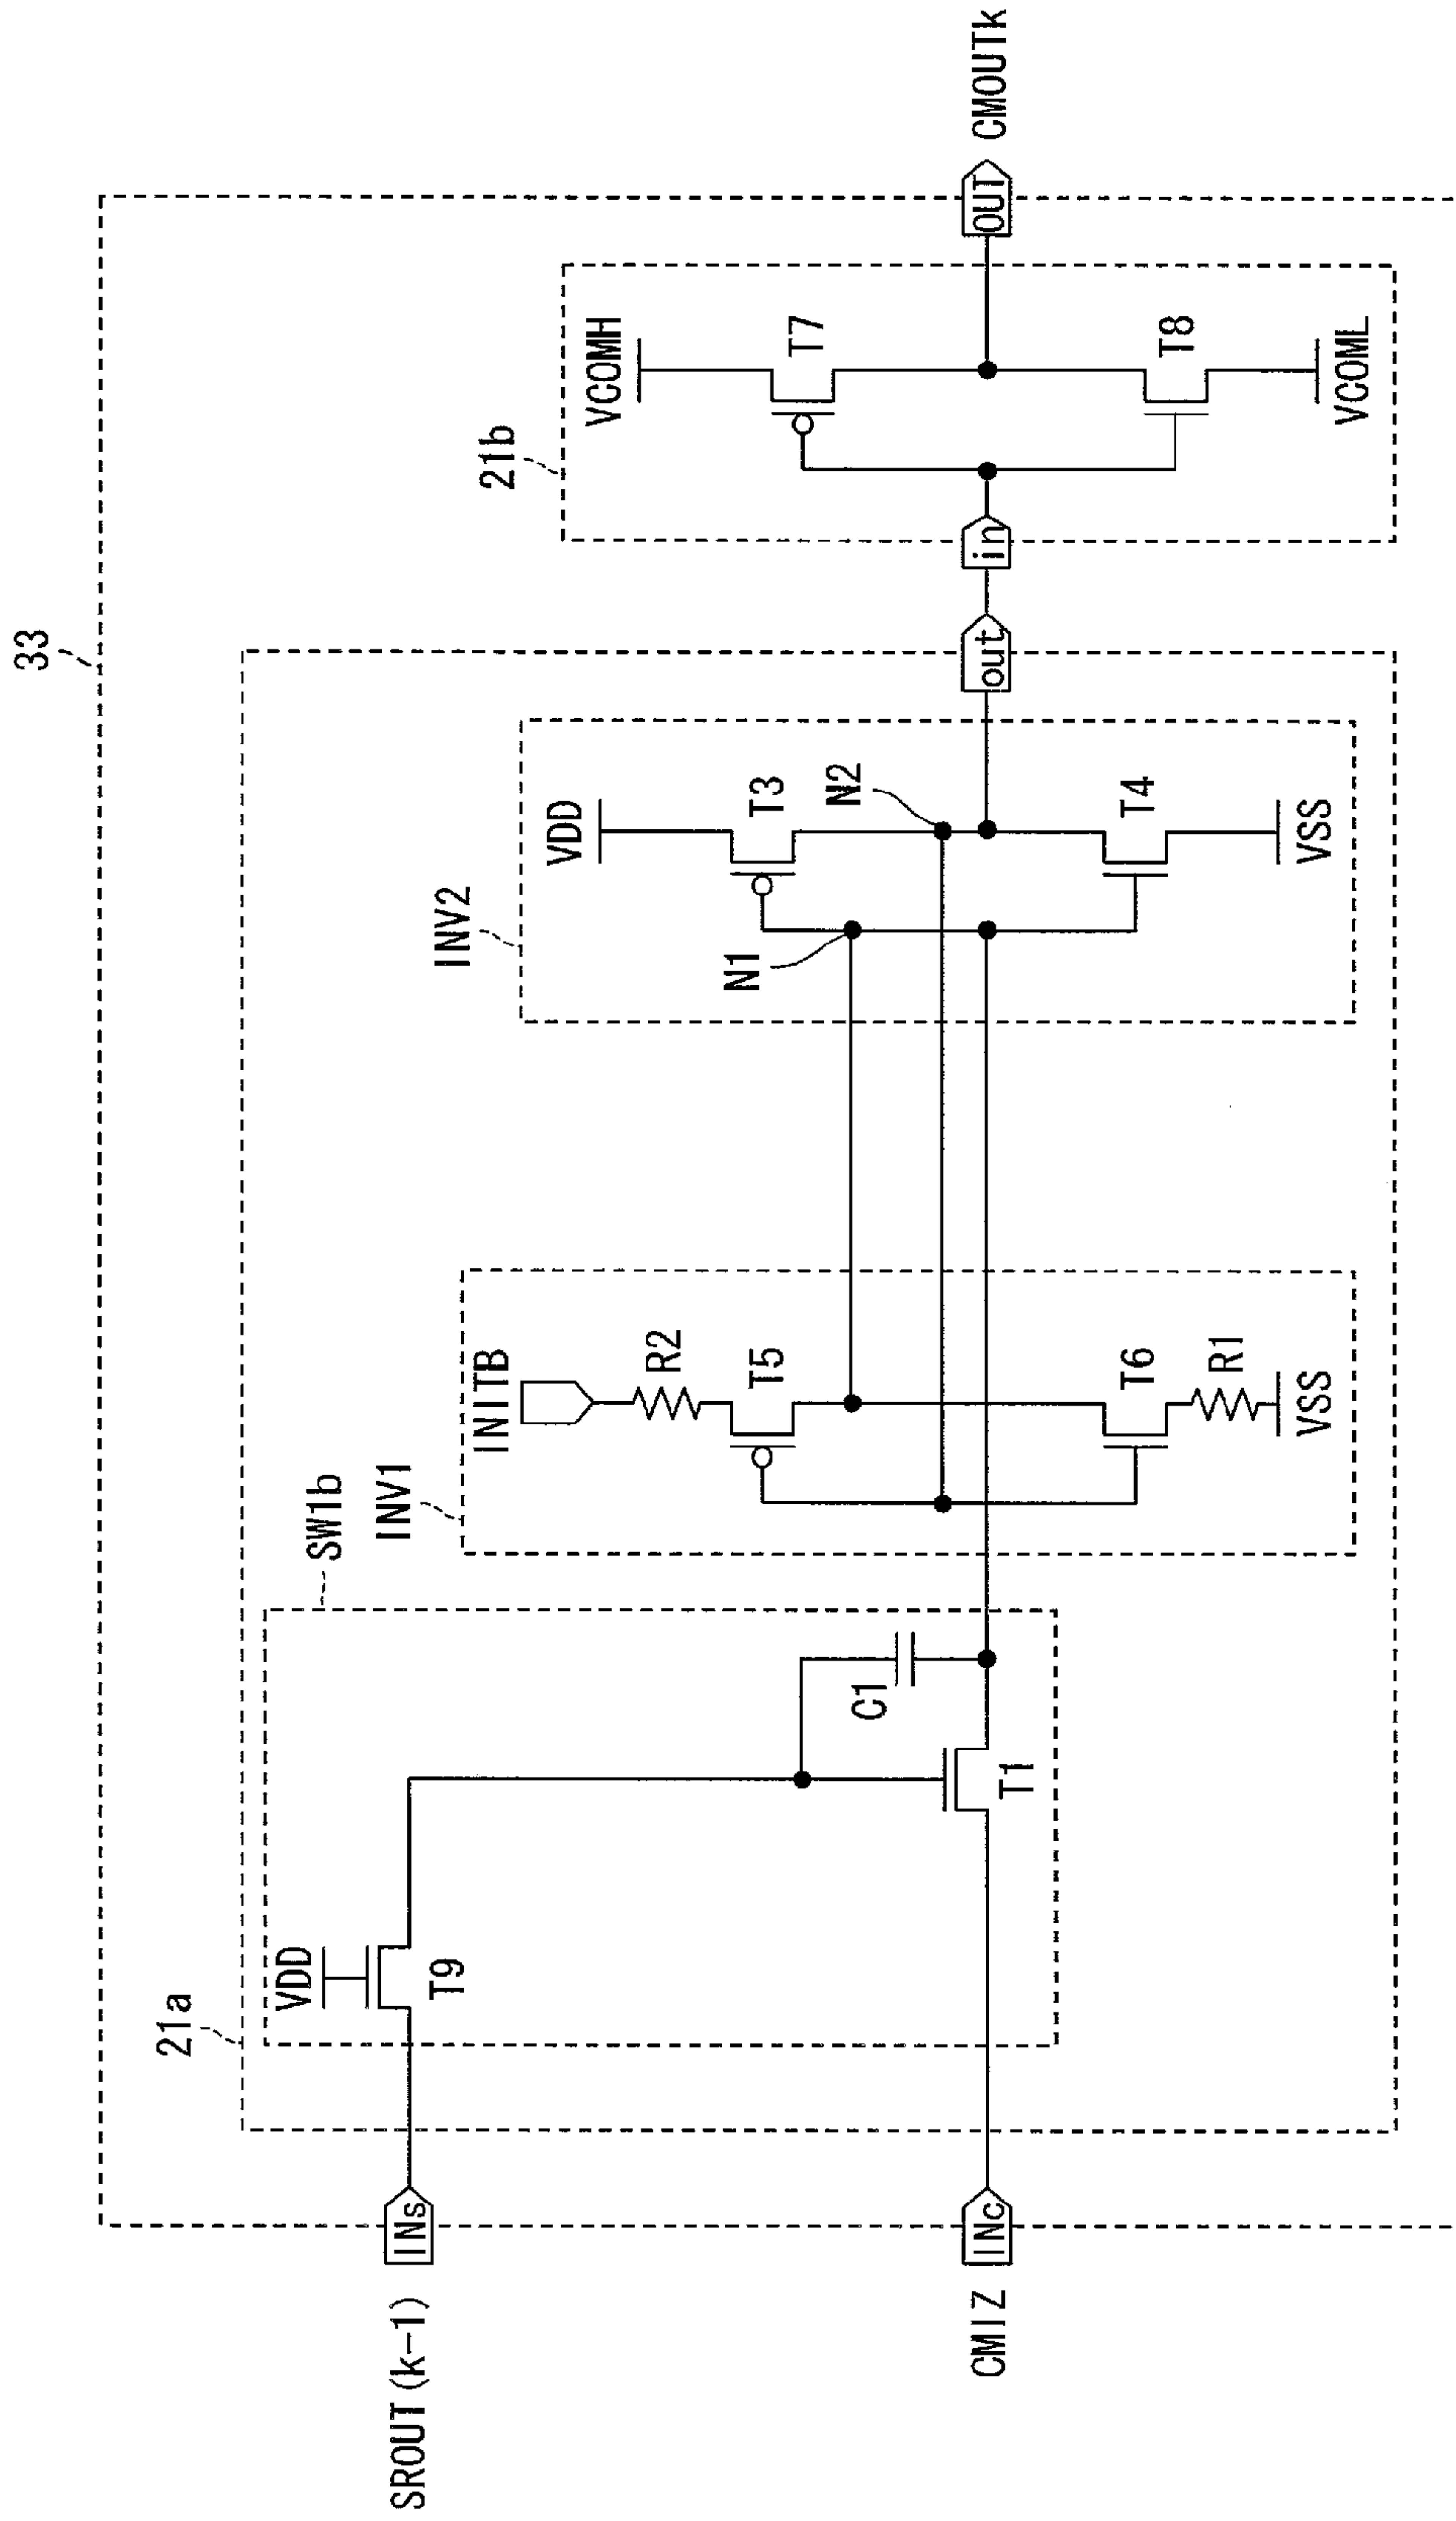 33
21a
SW1b
INV1
INV2
21b
VDD
T9
INITB
R2
T5
VDD
T3
N1
N2
VCOMH
T7
SROUT(k-1)
INs
C1
T1
CMIZ
INc
out
in
OUT
CMOUTk
T6
R1
VSS
T4
VSS
T8
VCOML